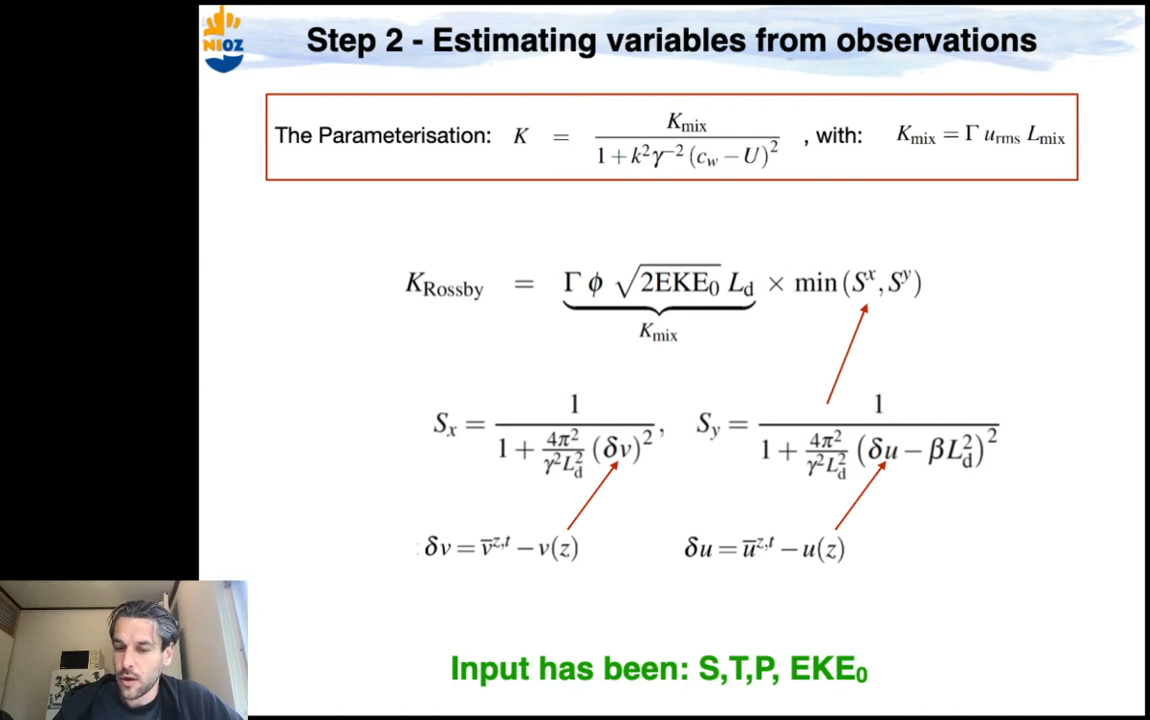 NIOZ
Step 2 - Estimating variables from observations
The Parameterisation: K = K_mix / (1 + k²γ⁻² (c_w − U)²) , with: K_mix = Γ u_rms L_mix
K_Rossby = Γ ϕ √(2EKE₀) L_d × min (Sˣ, Sʸ)
K_mix
S_x = 1 / (1 + (4π² / γ²L_d²) (δv)²), S_y = 1 / (1 + (4π² / γ²L_d²) (δu − βL_d²)²)
δv = v̅^z,t − v(z) δu = u̅^z,t − u(z)
Input has been: S,T,P, EKE₀